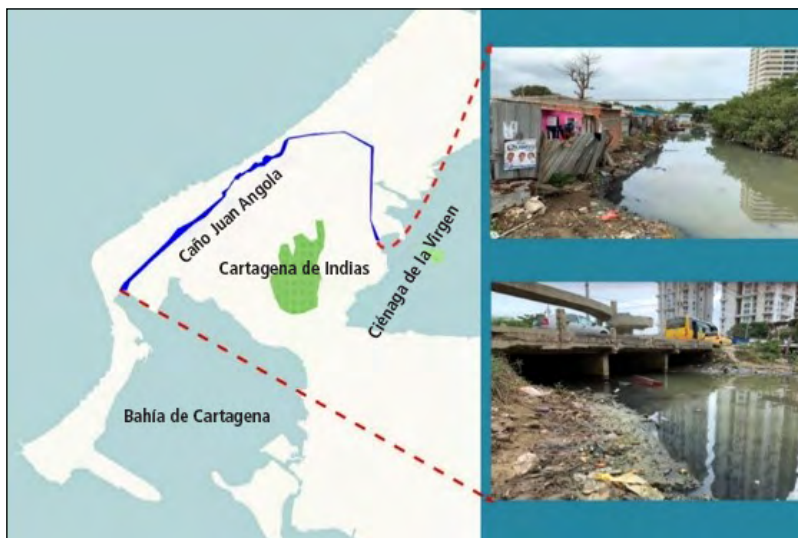 Caño Juan Angola
Cartagena de Indias
Ciénaga de la Virgen
Bahía de Cartagena